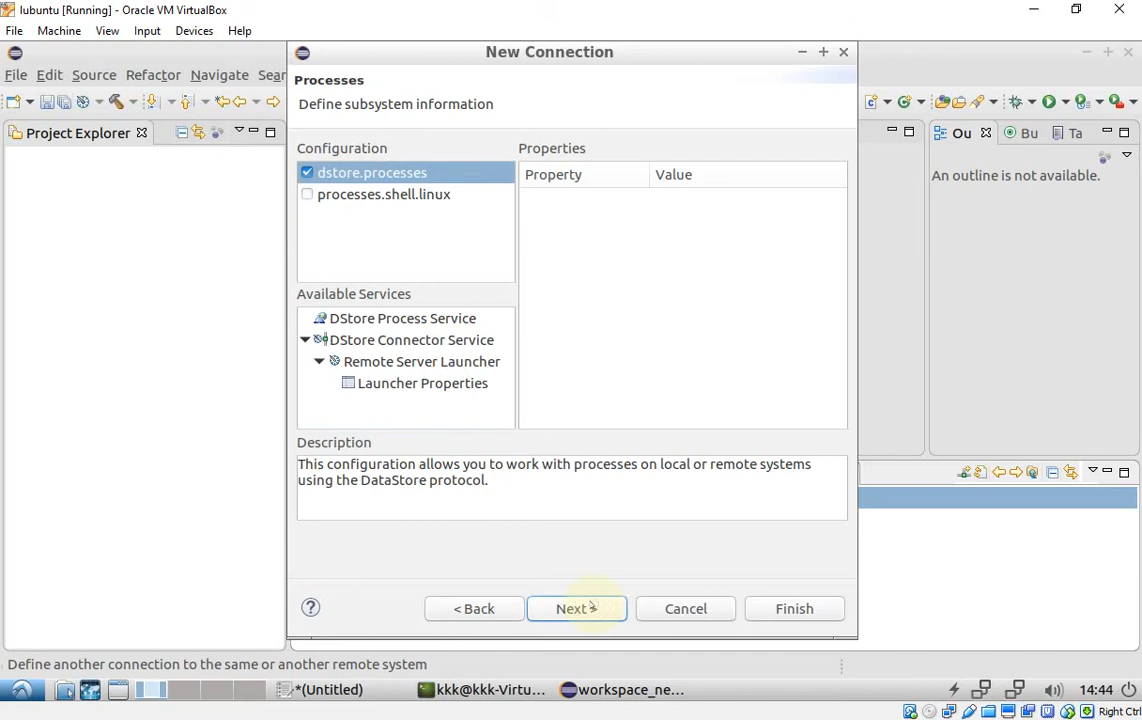 lubuntu [Running] - Oracle VM VirtualBox
File Machine View Input Devices Help
New Connection
File Edit Source Refactor Navigate Sear
Processes
Define subsystem information
Project Explorer
Ou Bu Ta
An outline is not available.
Configuration
dstore.processes
processes.shell.linux
Properties
Property Value
Available Services
DStore Process Service
DStore Connector Service
Remote Server Launcher
Launcher Properties
Description
This configuration allows you to work with processes on local or remote systems
using the DataStore protocol.
< Back Next > Cancel Finish
Define another connection to the same or another remote system
*(Untitled) kkk@kkk-Virtu... workspace_ne... 14:44
Right Ctrl